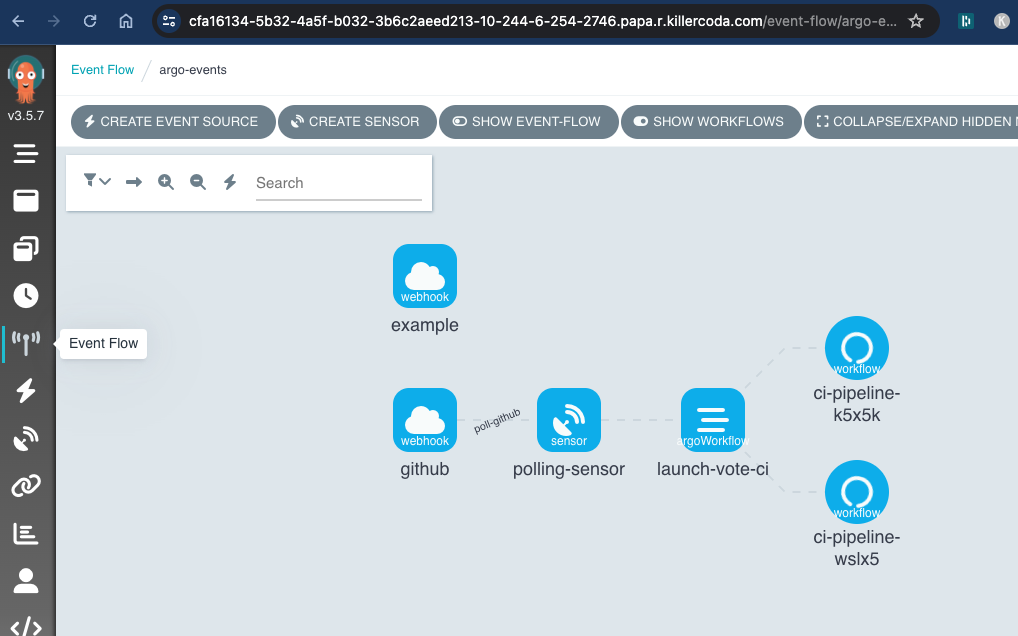 cfa16134-5b32-4a5f-b032-3b6c2aeed213-10-244-6-254-2746.papa.r.killercoda.com/event-flow/argo-e...
K
Event Flow / argo-events
v3.5.7
CREATE EVENT SOURCE
CREATE SENSOR
SHOW EVENT-FLOW
SHOW WORKFLOWS
COLLAPSE/EXPAND HIDDEN
Search
webhook
example
Event Flow
workflow
ci-pipeline-
k5x5k
webhook
github
poll-github
sensor
polling-sensor
argoWorkflow
launch-vote-ci
workflow
ci-pipeline-
wslx5